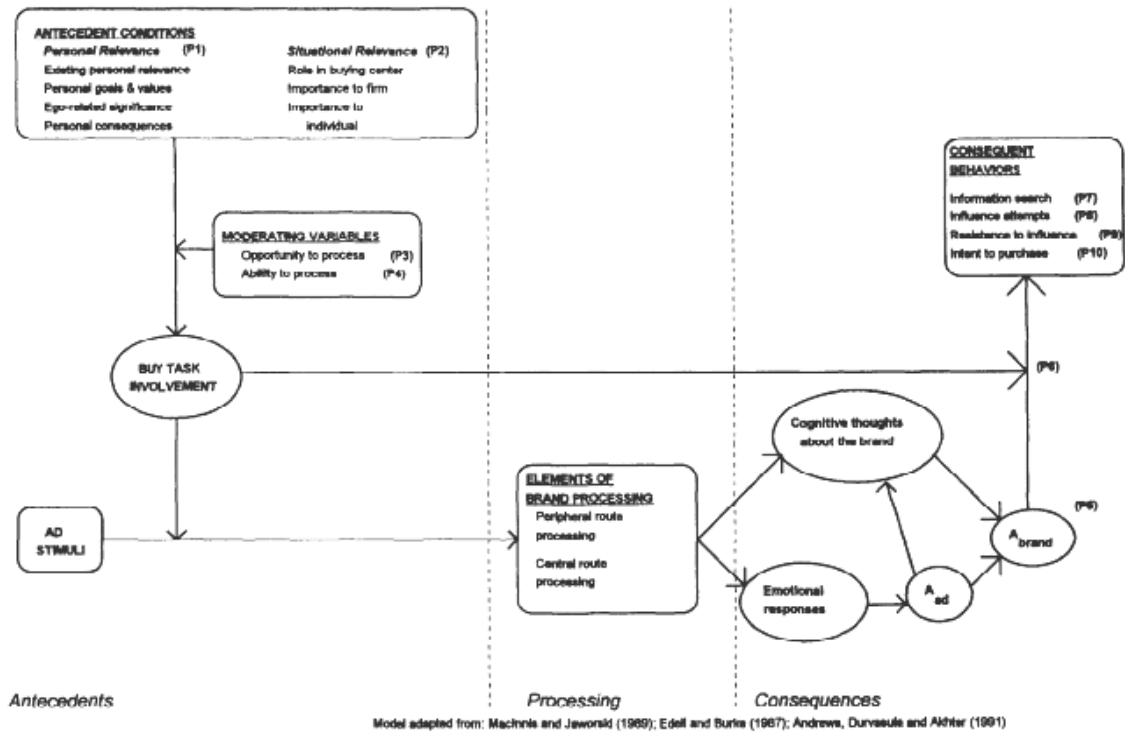 ANTECEDENT CONDITIONS
Personal Relevance (P1)
Existing personal relevance
Personal goals & values
Ego-related significance
Personal consequences
Situational Relevance (P2)
Role in buying center
Importance to firm
Importance to
individual
MODERATING VARIABLES
Opportunity to process (P3)
Ability to process (P4)
BUY TASK
INVOLVEMENT
AD
STIMULI
ELEMENTS OF
BRAND PROCESSING
Peripheral route
processing
Central route
processing
Cognitive thoughts
about the brand
Emotional
responses
A ad
A brand
(P5)
(P6)
CONSEQUENT
BEHAVIORS
Information search (P7)
Influence attempts (P8)
Resistance to influence (P9)
Intent to purchase (P10)
Antecedents
Processing
Consequences
Model adapted from: MacInnis and Jaworski (1989); Edell and Burke (1987); Andrews, Durvasula and Akhter (1991)